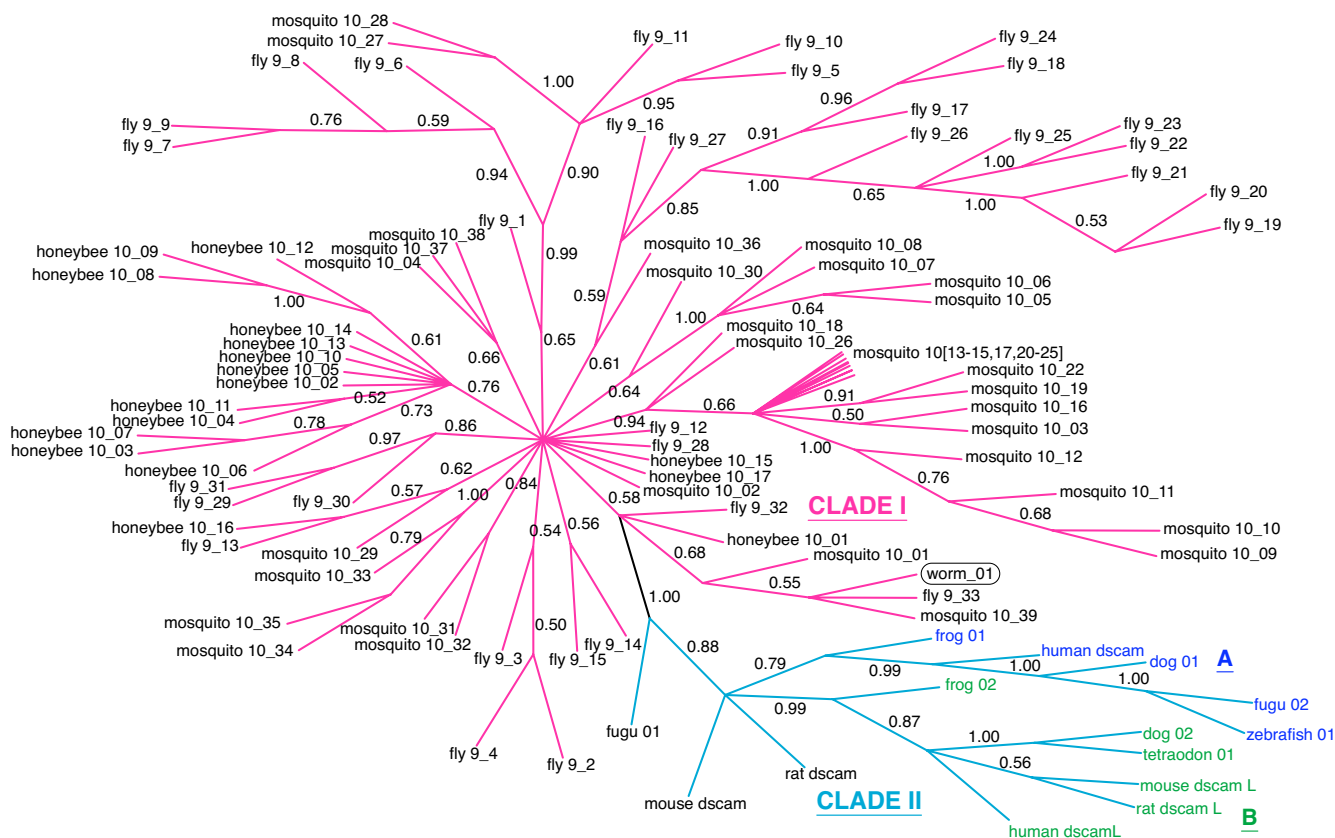 mosquito 10_28
mosquito 10_27
fly 9_8
fly 9_6
fly 9_11
fly 9_10
fly 9_5
fly 9_24
fly 9_18
1.00
0.95
0.96
fly 9_9
fly 9_7
0.76
0.59
fly 9_16
fly 9_27
0.91
fly 9_17
fly 9_26
fly 9_25
fly 9_23
fly 9_22
1.00
0.94
0.90
0.85
1.00
0.65
1.00
fly 9_21
fly 9_20
fly 9_19
0.53
honeybee 10_09
honeybee 10_08
honeybee 10_12
mosquito 10_38
mosquito 10_37
mosquito 10_04
fly 9_1
0.99
mosquito 10_36
mosquito 10_30
mosquito 10_08
mosquito 10_07
mosquito 10_06
mosquito 10_05
1.00
0.59
0.64
1.00
honeybee 10_14
honeybee 10_13
honeybee 10_10
honeybee 10_05
honeybee 10_02
0.61
0.66
0.65
0.61
mosquito 10_18
mosquito 10_26
mosquito 10[13-15,17,20-25]
mosquito 10_22
mosquito 10_19
mosquito 10_16
mosquito 10_03
0.76
0.64
0.66
0.91
0.50
honeybee 10_11
honeybee 10_04
0.52
0.73
0.78
honeybee 10_07
honeybee 10_03
honeybee 10_06
0.97
0.86
0.94
fly 9_12
fly 9_28
honeybee 10_15
honeybee 10_17
mosquito 10_02
1.00
mosquito 10_12
0.76
mosquito 10_11
0.68
mosquito 10_10
mosquito 10_09
fly 9_31
fly 9_29
fly 9_30
0.62
0.57
1.00
0.84
0.54
0.56
0.58
fly 9_32
CLADE I
honeybee 10_16
fly 9_13
mosquito 10_29
0.79
mosquito 10_33
honeybee 10_01
mosquito 10_01
0.68
0.55
worm_01
fly 9_33
mosquito 10_39
1.00
mosquito 10_35
mosquito 10_34
mosquito 10_31
mosquito 10_32
0.50
fly 9_3
fly 9_15
fly 9_14
0.88
frog 01
human dscam
dog 01
A
0.79
0.99
1.00
1.00
fugu 02
zebrafish 01
frog 02
0.99
0.87
fugu 01
fly 9_4
fly 9_2
dog 02
tetraodon 01
1.00
0.56
mouse dscam L
rat dscam L
B
human dscamL
rat dscam
mouse dscam
CLADE II